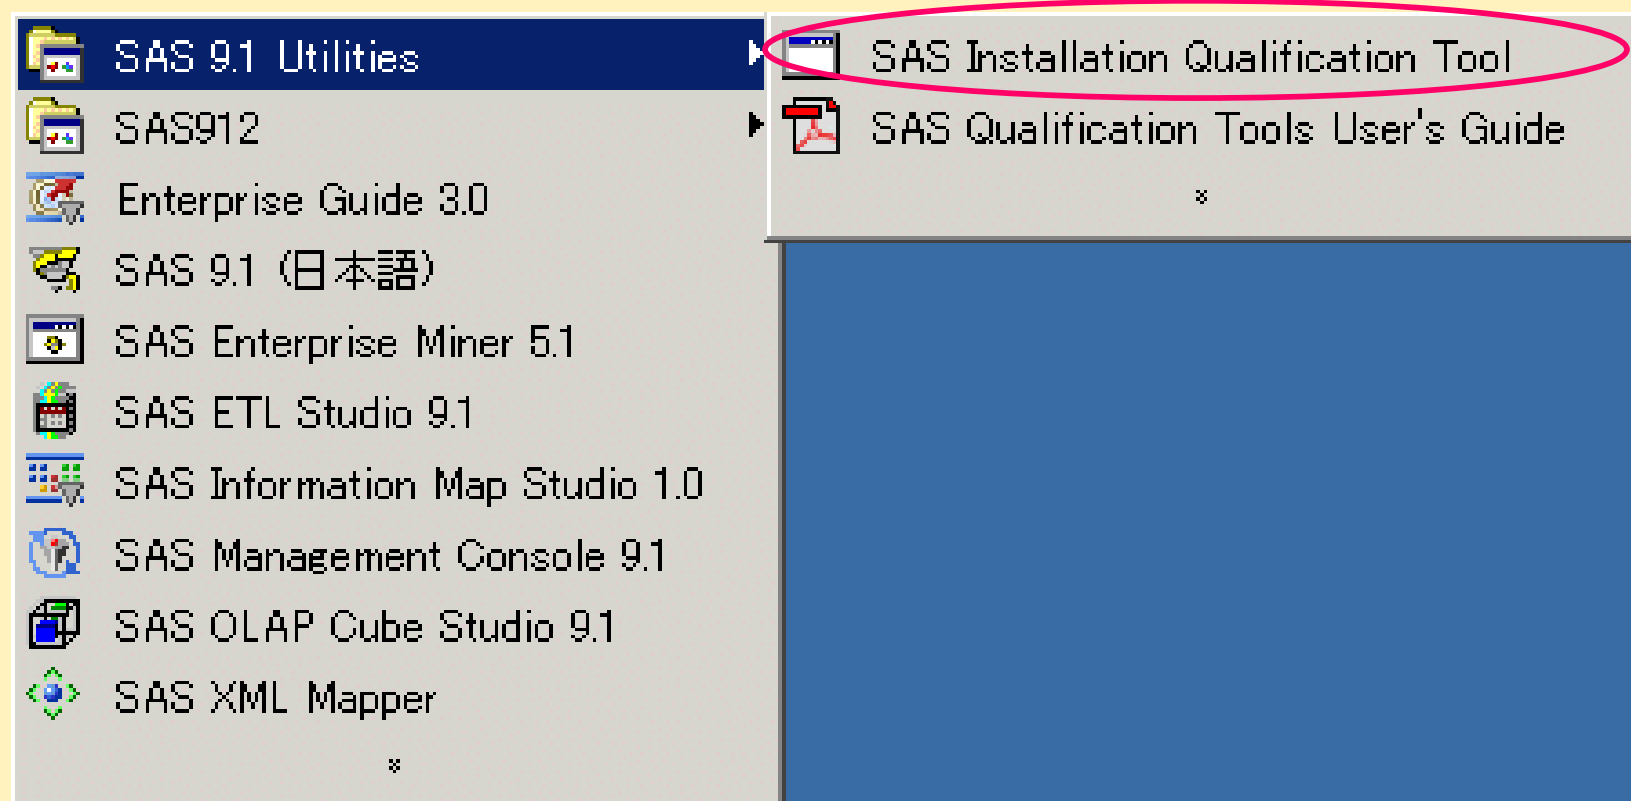 SAS 9.1 Utilities
SAS912
Enterprise Guide 3.0
SAS 9.1 (日本語)
SAS Enterprise Miner 5.1
SAS ETL Studio 9.1
SAS Information Map Studio 1.0
SAS Management Console 9.1
SAS OLAP Cube Studio 9.1
SAS XML Mapper
SAS Installation Qualification Tool
SAS Qualification Tools User's Guide